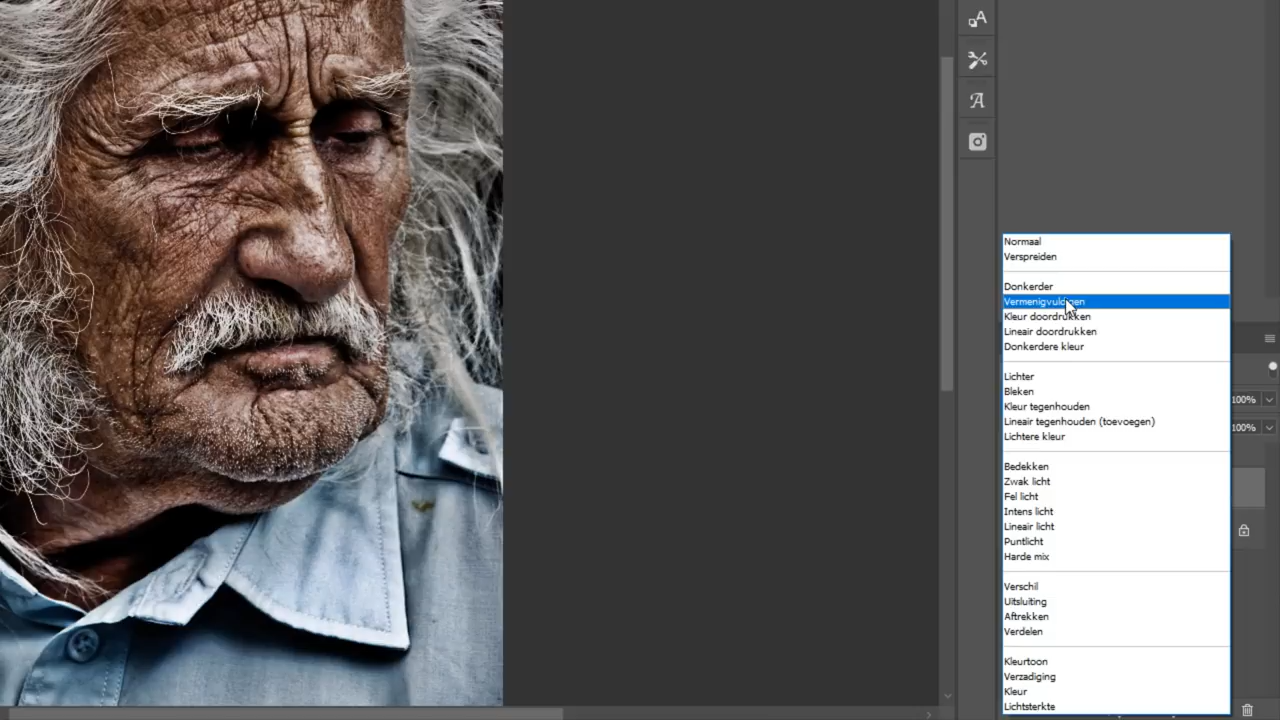 Normaal
Verspreiden
Donkerder
Vermenigvuldigen
Kleur doordrukken
Lineair doordrukken
Donkerdere kleur
Lichter
Bleken
Kleur tegenhouden
100%
Lineair tegenhouden (toevoegen)
100%
Lichtere kleur
Bedekken
Zwak licht
Fel licht
Intens licht
Lineair licht
Puntlicht
Harde mix
Verschil
Uitsluiting
Aftrekken
Verdelen
Kleurtoon
Verzadiging
Kleur
Lichtsterkte